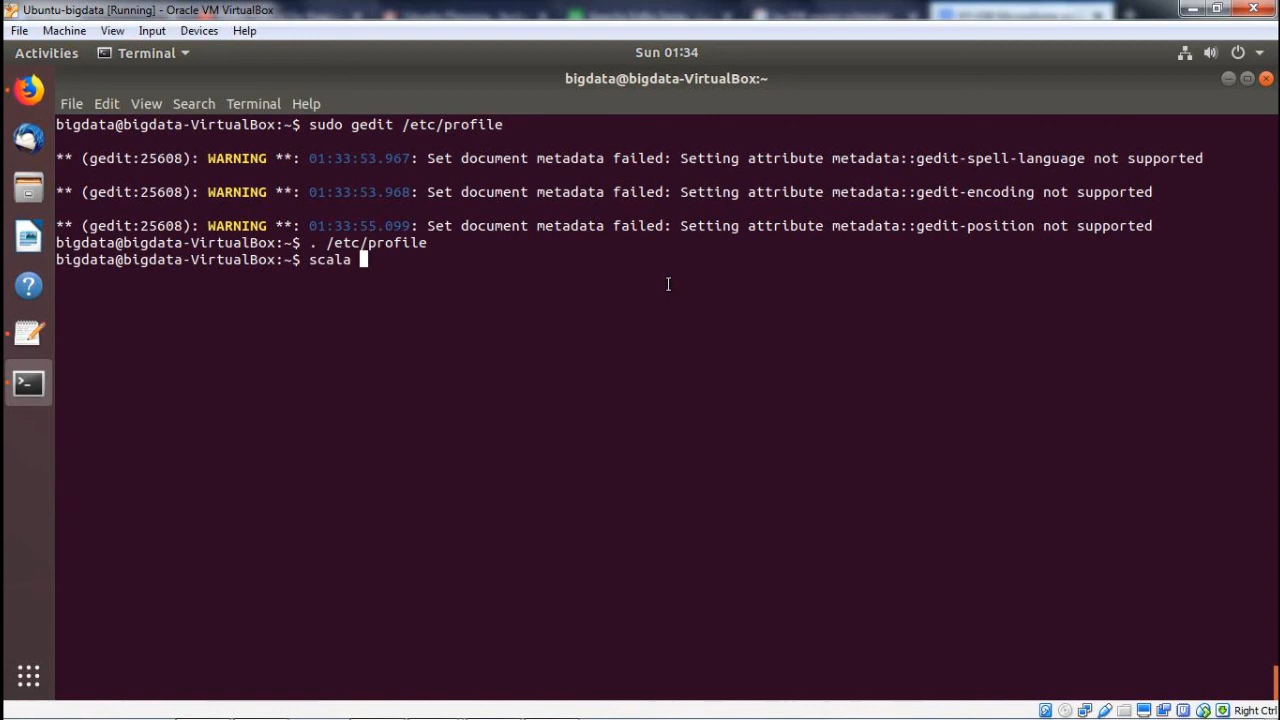 Ubuntu-bigdata [Running] - Oracle VM VirtualBox
File Machine View Input Devices Help
Activities Terminal Sun 01:34
bigdata@bigdata-VirtualBox:~
File Edit View Search Terminal Help
bigdata@bigdata-VirtualBox:~$ sudo gedit /etc/profile
** (gedit:25608): WARNING **: 01:33:53.967: Set document metadata failed: Setting attribute metadata::gedit-spell-language not supported
** (gedit:25608): WARNING **: 01:33:53.968: Set document metadata failed: Setting attribute metadata::gedit-encoding not supported
** (gedit:25608): WARNING **: 01:33:55.099: Set document metadata failed: Setting attribute metadata::gedit-position not supported
bigdata@bigdata-VirtualBox:~$ . /etc/profile
bigdata@bigdata-VirtualBox:~$ scala
Right Ctrl